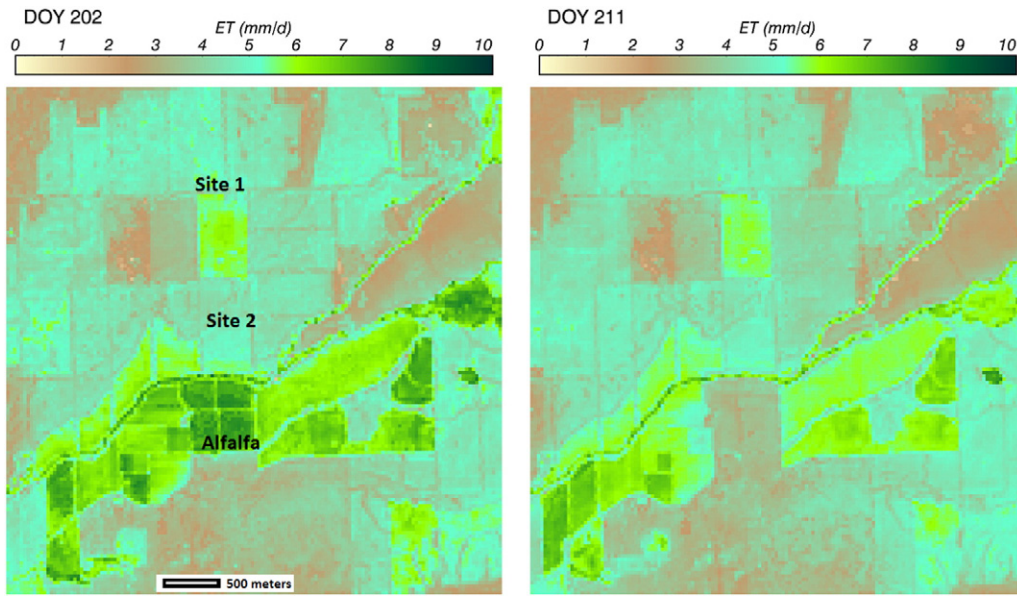 DOY 202
ET (mm/d)
0 1 2 3 4 5 6 7 8 9 10
DOY 211
ET (mm/d)
0 1 2 3 4 5 6 7 8 9 10
Site 1
Site 2
Alfalfa
500 meters